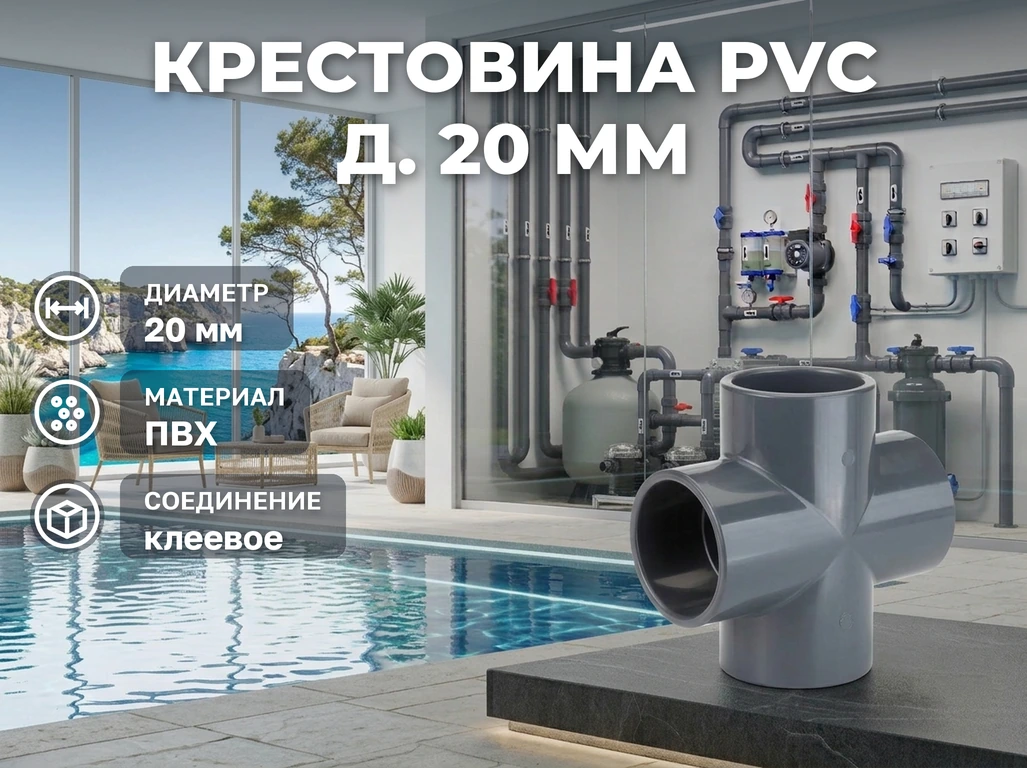 КРЕСТОВИНА PVC
Д. 20 ММ
ДИАМЕТР
20 мм
МАТЕРИАЛ
ПВХ
СОЕДИНЕНИЕ
клеевое